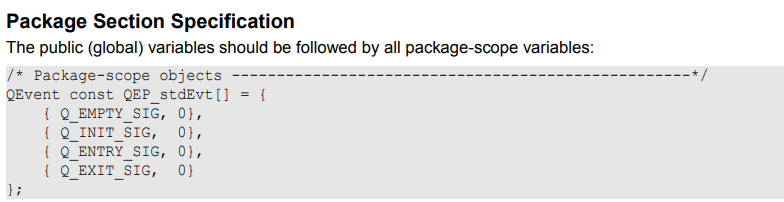 Package Section Specification
The public (global) variables should be followed by all package-scope variables:
/* Package-scope objects -----------------------------------------------------*/
QEvent const QEP_stdEvt[] = {
    { Q_EMPTY_SIG, 0},
    { Q_INIT_SIG,  0},
    { Q_ENTRY_SIG, 0},
    { Q_EXIT_SIG,  0}
};